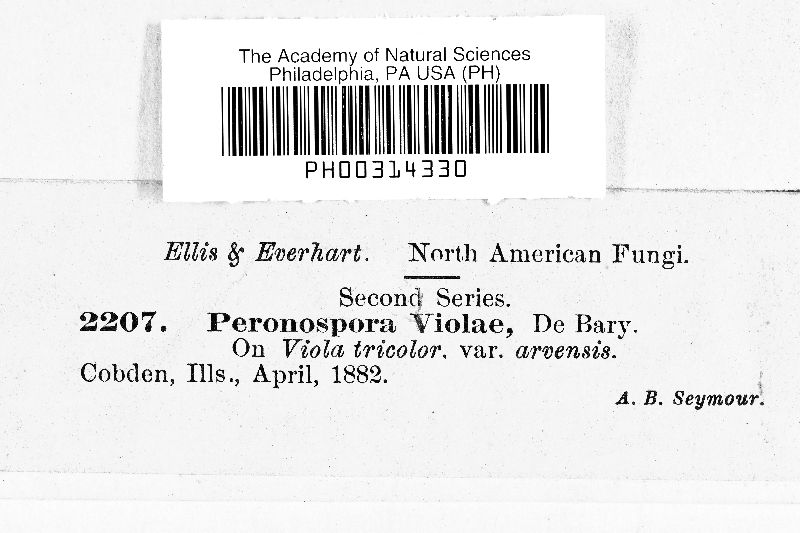 The Academy of Natural Sciences
Philadelphia, PA USA (PH)
PH00314330
Ellis & Everhart. North American Fungi.
Second Series.
2207. Peronospora Violae, De Bary.
On Viola tricolor, var. arvensis.
Cobden, Ills., April, 1882.
A. B. Seymour.